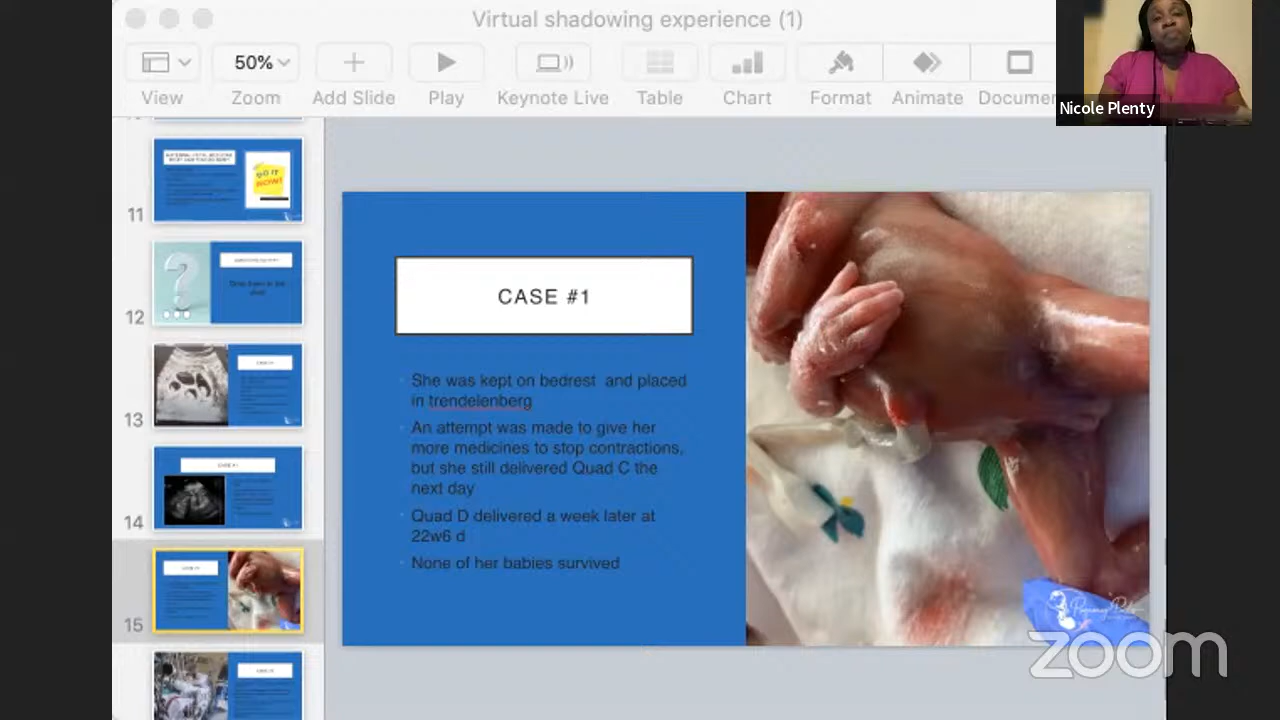 Virtual shadowing experience (1)
50%
View
Zoom
Add Slide
Play
Keynote Live
Table
Chart
Format
Animate
Documen
Nicole Plenty
11
DO IT
NOW!
12
13
14
15
CASE #1
She was kept on bedrest and placed
in trendelenberg
An attempt was made to give her
more medicines to stop contractions,
but she still delivered Quad C the
next day
Quad D delivered a week later at
22w6 d
None of her babies survived
zoom